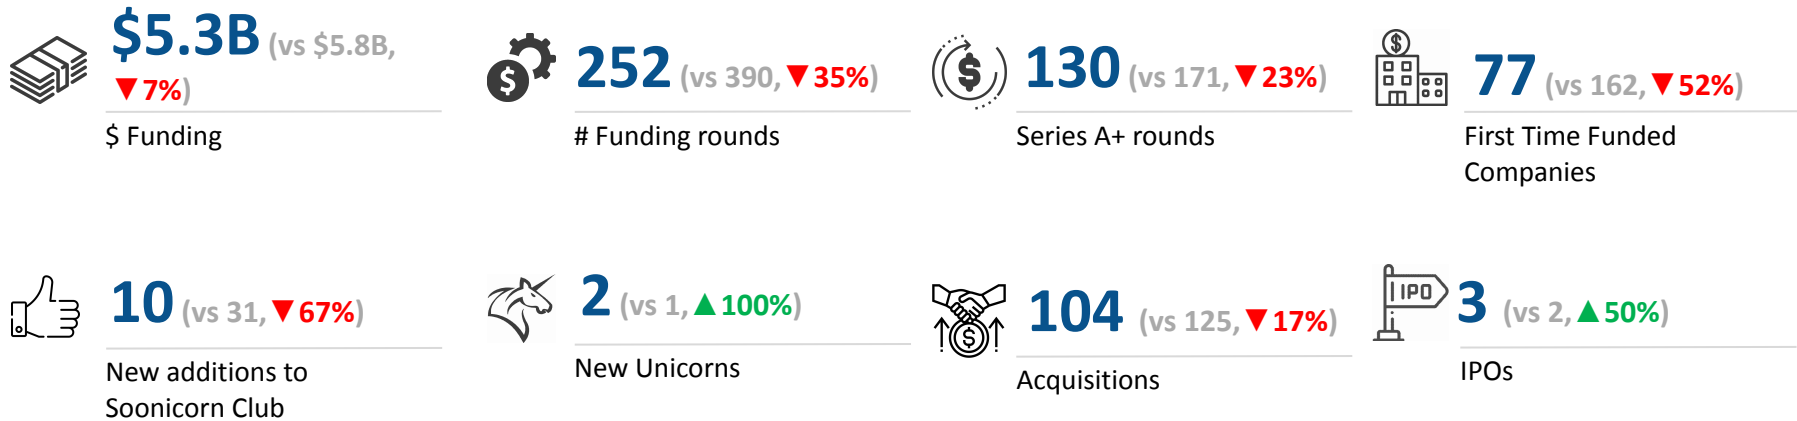 $5.3B (vs $5.8B,
▼7%)
$ Funding
252 (vs 390, ▼35%)
# Funding rounds
130 (vs 171, ▼23%)
Series A+ rounds
77 (vs 162, ▼52%)
First Time Funded
Companies
10 (vs 31, ▼67%)
New additions to
Soonicorn Club
2 (vs 1, ▲100%)
New Unicorns
104 (vs 125, ▼17%)
Acquisitions
IPO
3 (vs 2, ▲50%)
IPOs